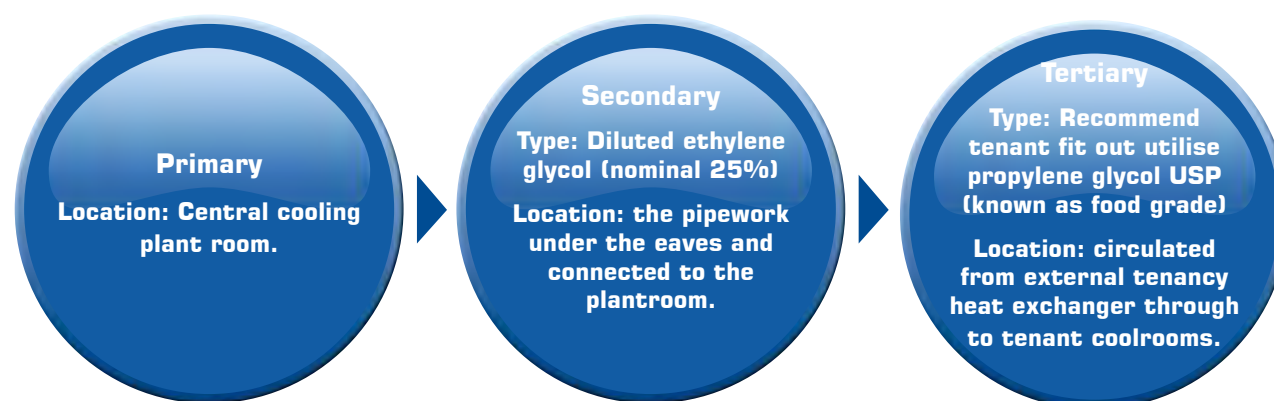 Primary
Location: Central cooling
plant room.
Secondary
Type: Diluted ethylene
glycol (nominal 25%)
Location: the pipework
under the eaves and
connected to the
plantroom.
Tertiary
Type: Recommend
tenant fit out utilise
propylene glycol USP
(known as food grade)
Location: circulated
from external tenancy
heat exchanger through
to tenant coolrooms.